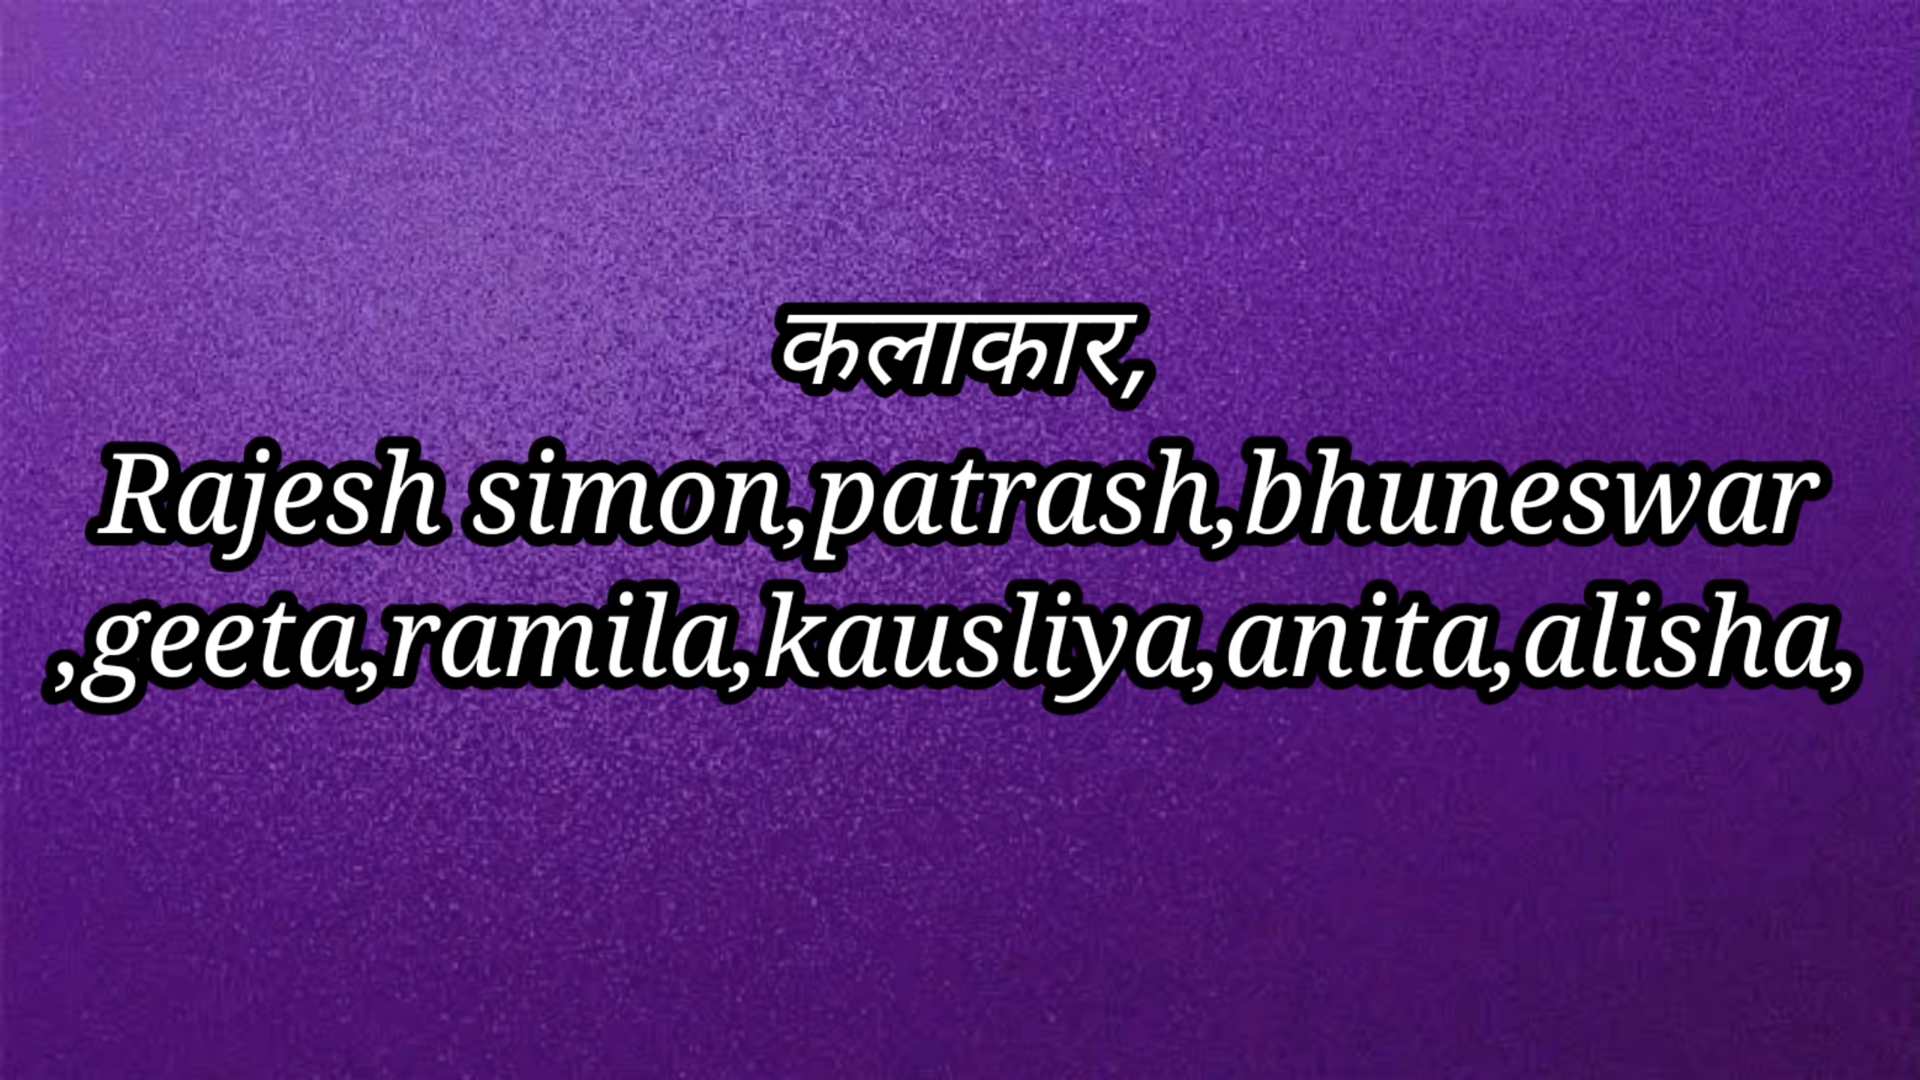 कलाकार,
Rajesh simon,patrash,bhuneswar
,geeta,ramila,kausliya,anita,alisha,